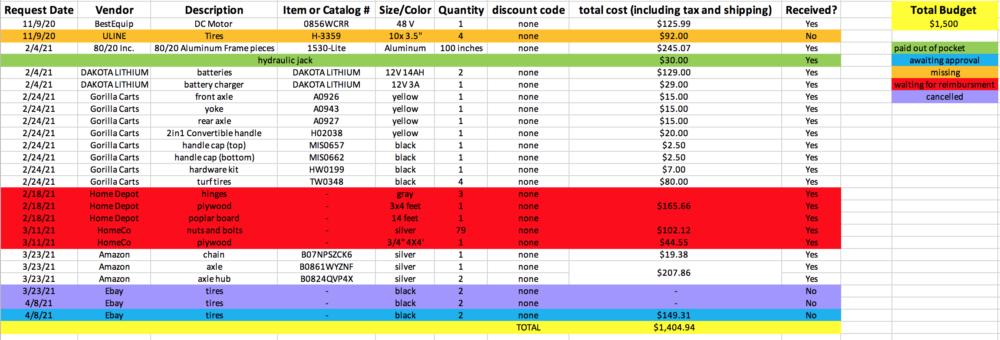 Request Date Vendor Description Item or Catalog # Size/Color Quantity discount code total cost (including tax and shipping) Received? Total Budget
11/9/20 BestEquip DC Motor 0856WCRR 48 V 1 none $125.99 Yes $1,500
11/9/20 ULINE Tires H-3359 10x 3.5" 4 none $92.00 No
2/4/21 80/20 Inc. 80/20 Aluminum Frame pieces 1530-Lite Aluminum 100 inches none $245.07 Yes paid out of pocket
hydraulic jack $30.00 Yes awaiting approval
2/4/21 DAKOTA LITHIUM batteries DAKOTA LITHIUM 12V 14AH 2 none $129.00 Yes missing
2/4/21 DAKOTA LITHIUM battery charger DAKOTA LITHIUM 12V 3A 1 none $29.00 Yes waiting for reimbursment
2/24/21 Gorilla Carts front axle A0926 yellow 1 none $15.00 Yes cancelled
2/24/21 Gorilla Carts yoke A0943 yellow 1 none $15.00 Yes
2/24/21 Gorilla Carts rear axle A0927 yellow 1 none $15.00 Yes
2/24/21 Gorilla Carts 2in1 Convertible handle H02038 yellow 1 none $20.00 Yes
2/24/21 Gorilla Carts handle cap (top) MIS0657 black 1 none $2.50 Yes
2/24/21 Gorilla Carts handle cap (bottom) MIS0662 black 1 none $2.50 Yes
2/24/21 Gorilla Carts hardware kit HW0199 black 1 none $7.00 Yes
2/24/21 Gorilla Carts turf tires TW0348 black 4 none $80.00 Yes
2/18/21 Home Depot hinges - gray 3 none Yes
2/18/21 Home Depot plywood - 3x4 feet 1 none $165.66 Yes
2/18/21 Home Depot poplar board - 14 feet 1 none Yes
3/11/21 HomeCo nuts and bolts - silver 79 none $102.12 Yes
3/11/21 HomeCo plywood - 3/4" 4X4' 1 none $44.55 Yes
3/23/21 Amazon chain B07NPSZCK6 silver 1 none $19.38 Yes
3/23/21 Amazon axle B0861WYZNF silver 1 none Yes
$207.86
3/23/21 Amazon axle hub B0824QVP4X silver 2 none Yes
3/23/21 Ebay tires - black 2 none - No
4/8/21 Ebay tires - black 2 none - No
4/8/21 Ebay tires - black 2 none $149.31 No
TOTAL $1,404.94